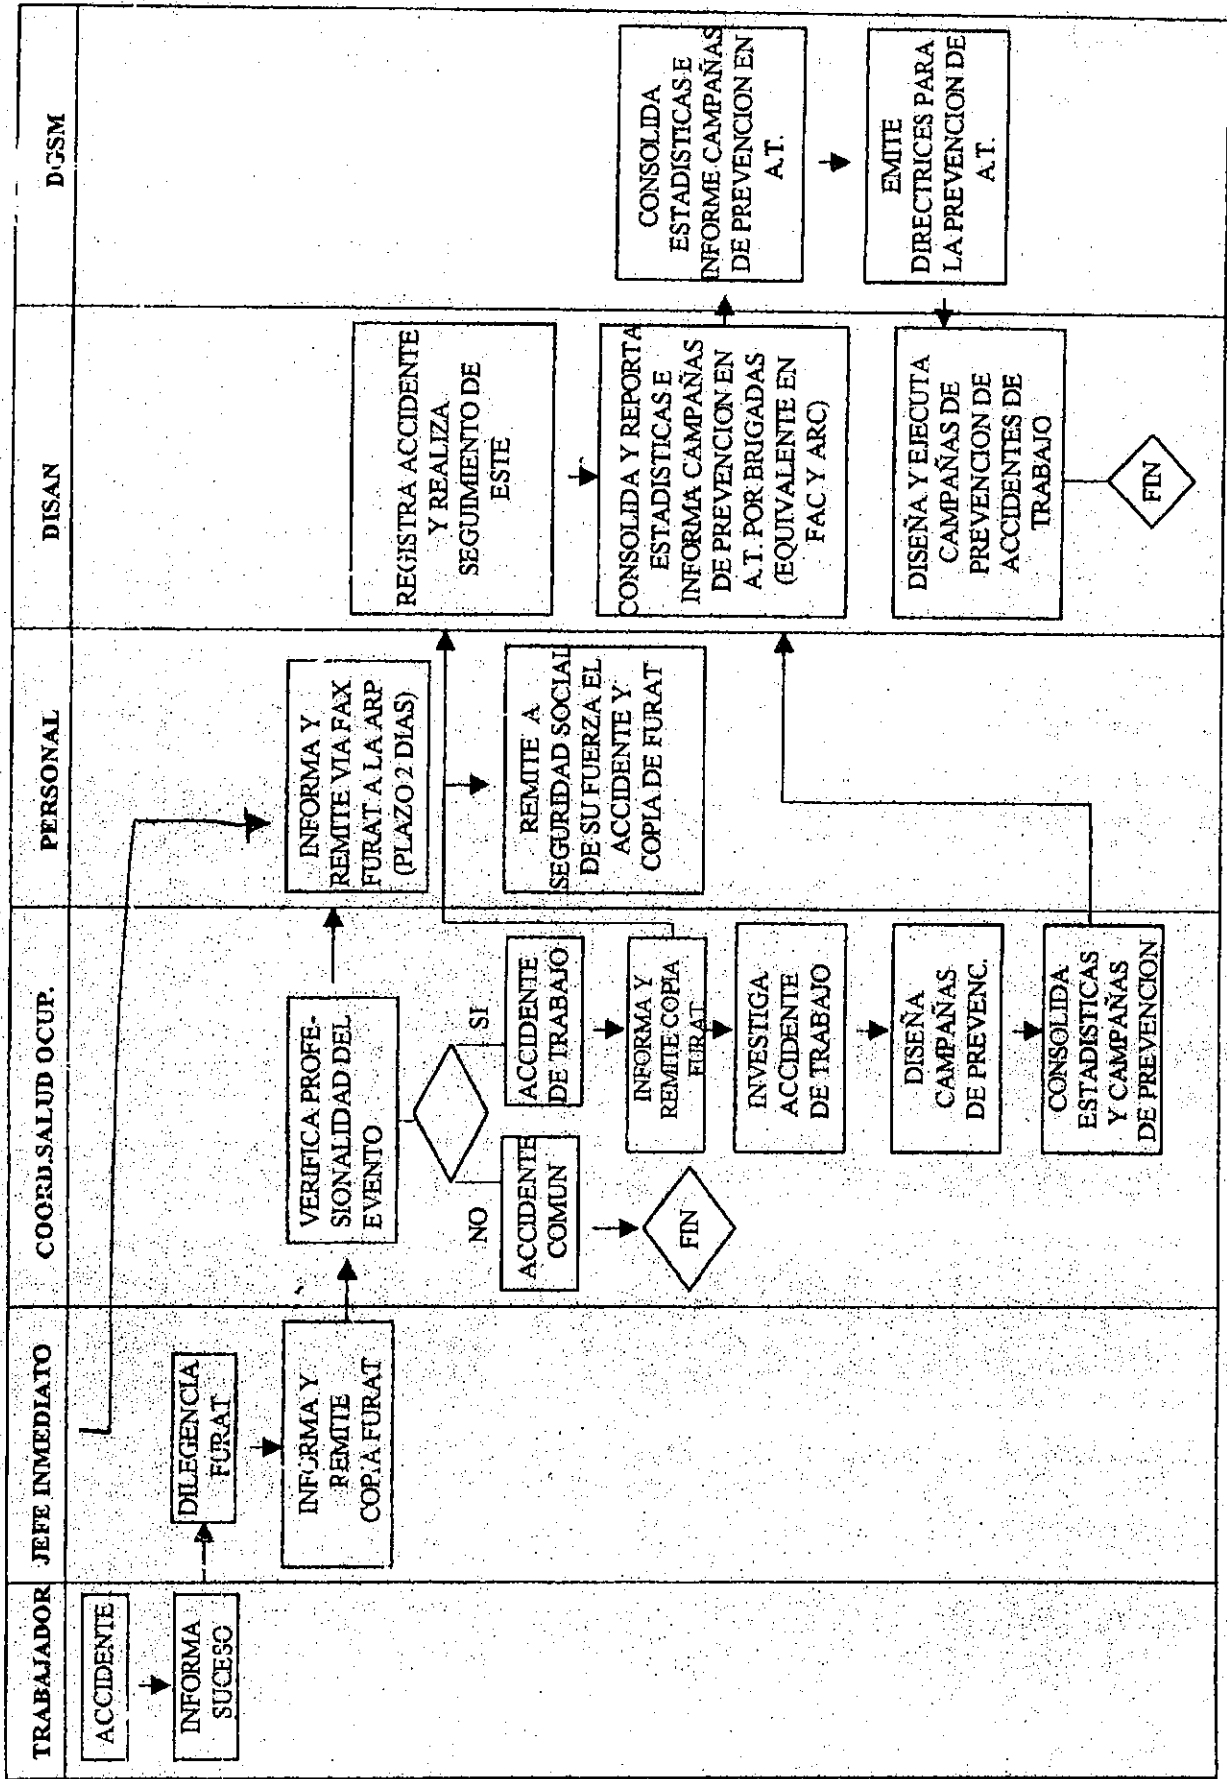 TRABAJADOR
JEFE INMEDIATO
COORD.SALUD OCUP.
PERSONAL
DISAN
DGSM
ACCIDENTE
INFORMA
SUCESO
DILEGENCIA
FURAT
INFORMA Y
REMITE
COPIA FURAT
VERIFICA PROFE-
SIONALIDAD DEL
EVENTO
NO
SI
ACCIDENTE
COMUN
FIN
ACCIDENTE
DE TRABAJO
INFORMA Y
REMITE COPIA
FURAT
INVESTIGA
ACCIDENTE
DE TRABAJO
DISEÑA
CAMPAÑAS
DE PREVENC.
CONSOLIDA
ESTADISTICAS
Y CAMPAÑAS
DE PREVENCION
INFORMA Y
REMITE VIA FAX
FURAT A LA ARP
(PLAZO 2 DIAS)
REMITE A
SEGURIDAD SOCIAL
DE SU FUERZA EL
ACCIDENTE Y
COPIA DE FURAT
REGISTRA ACCIDENTE
Y REALIZA
SEGUIMIENTO DE
ESTE
CONSOLIDA Y REPORTA
ESTADISTICAS E
INFORMA CAMPAÑAS
DE PREVENCION EN
A.T. POR BRIGADAS
(EQUIVALENTE EN
FAC Y ARC)
DISEÑA Y EJECUTA
CAMPAÑAS DE
PREVENCION DE
ACCIDENTES DE
TRABAJO
FIN
CONSOLIDA
ESTADISTICAS E
INFORME CAMPAÑAS
DE PREVENCION EN
A.T.
EMITE
DIRECTRICES PARA
LA PREVENCION DE
A.T.